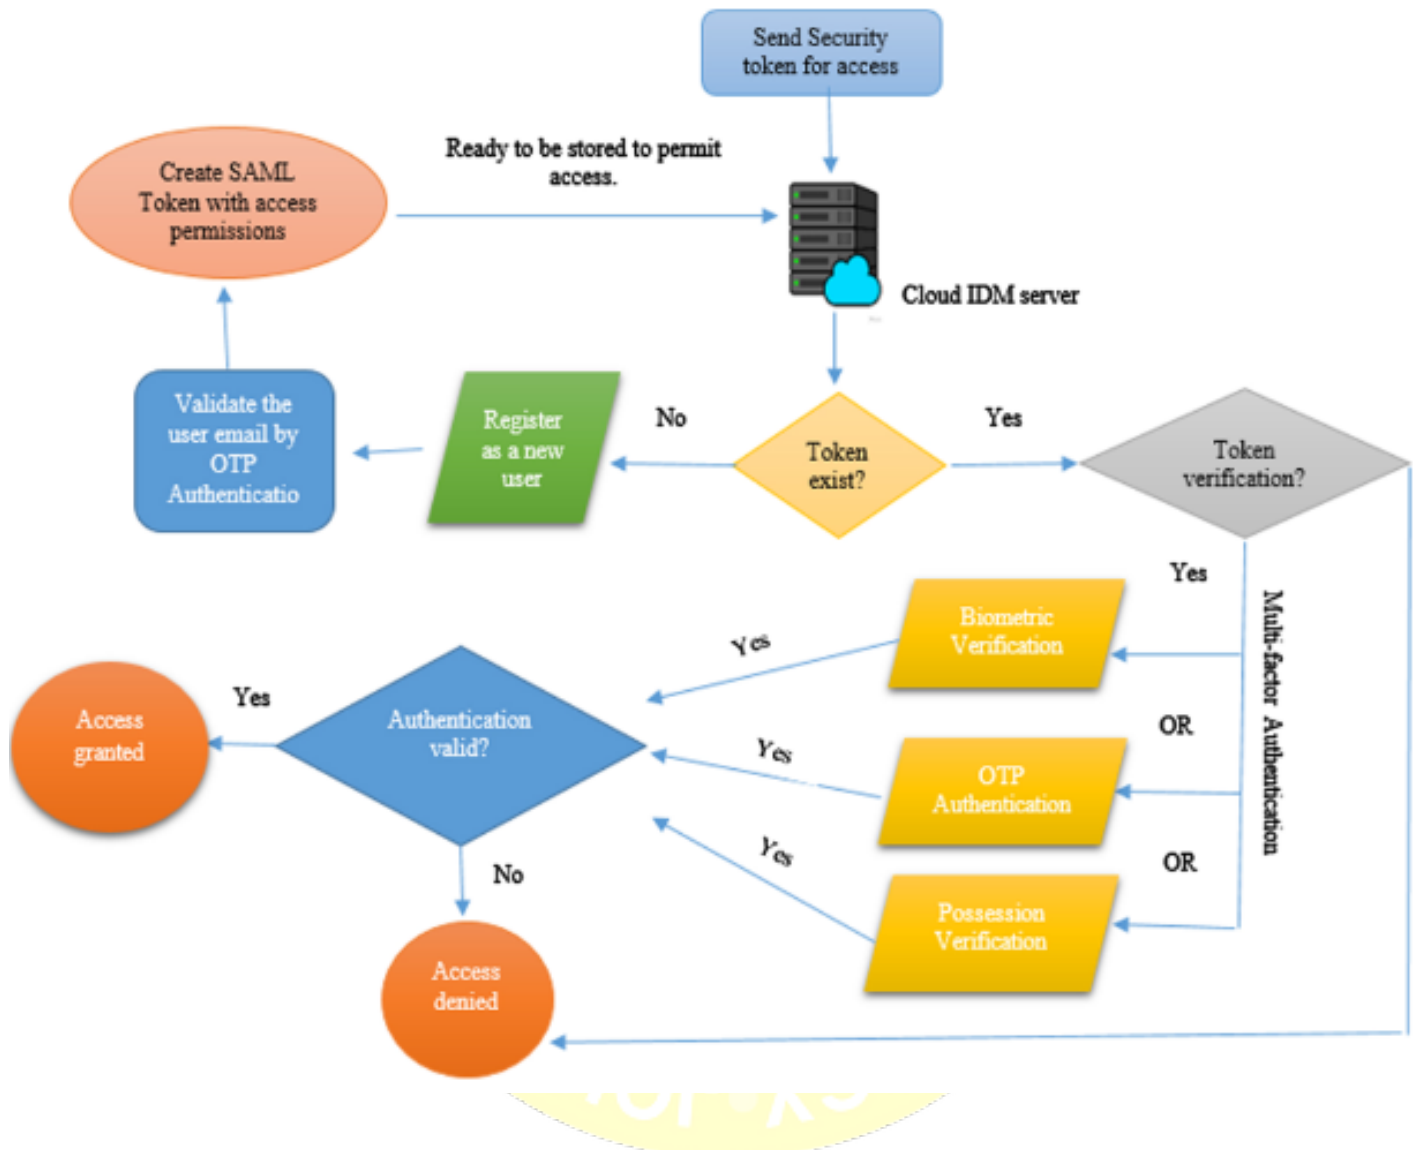 Send Security
token for access
Ready to be stored to permit
access.
Create SAML
Token with access
permissions
Cloud IDM server
Validate the
user email by
OTP
Authenticatio
Register
as a new
user
No
Token
exist?
Yes
Token
verification?
Yes
Multi-factor Authentication
Biometric
Verification
Yes
OR
OTP
Authentication
Yes
OR
Possession
Verification
Yes
Authentication
valid?
Yes
Access
granted
No
Access
denied